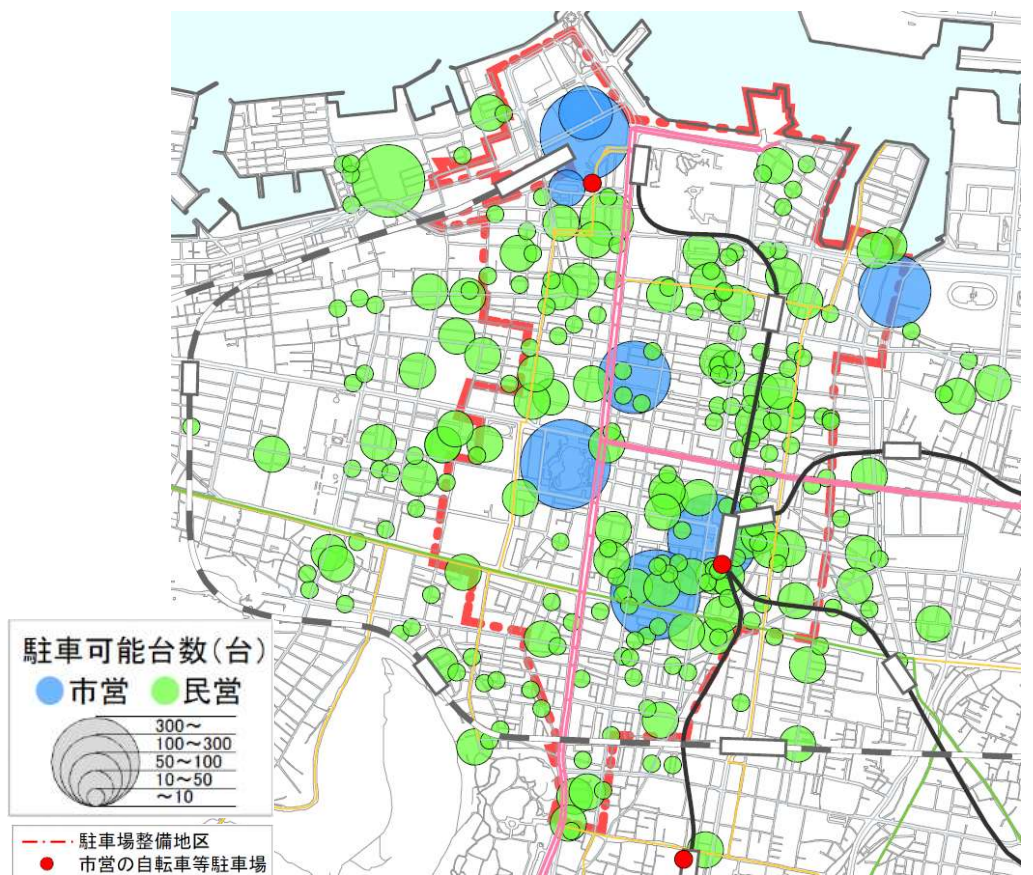 駐車可能台数(台)
市営 民営
300~
100~300
50~100
10~50
~10
駐車場整備地区
市営の自転車等駐車場